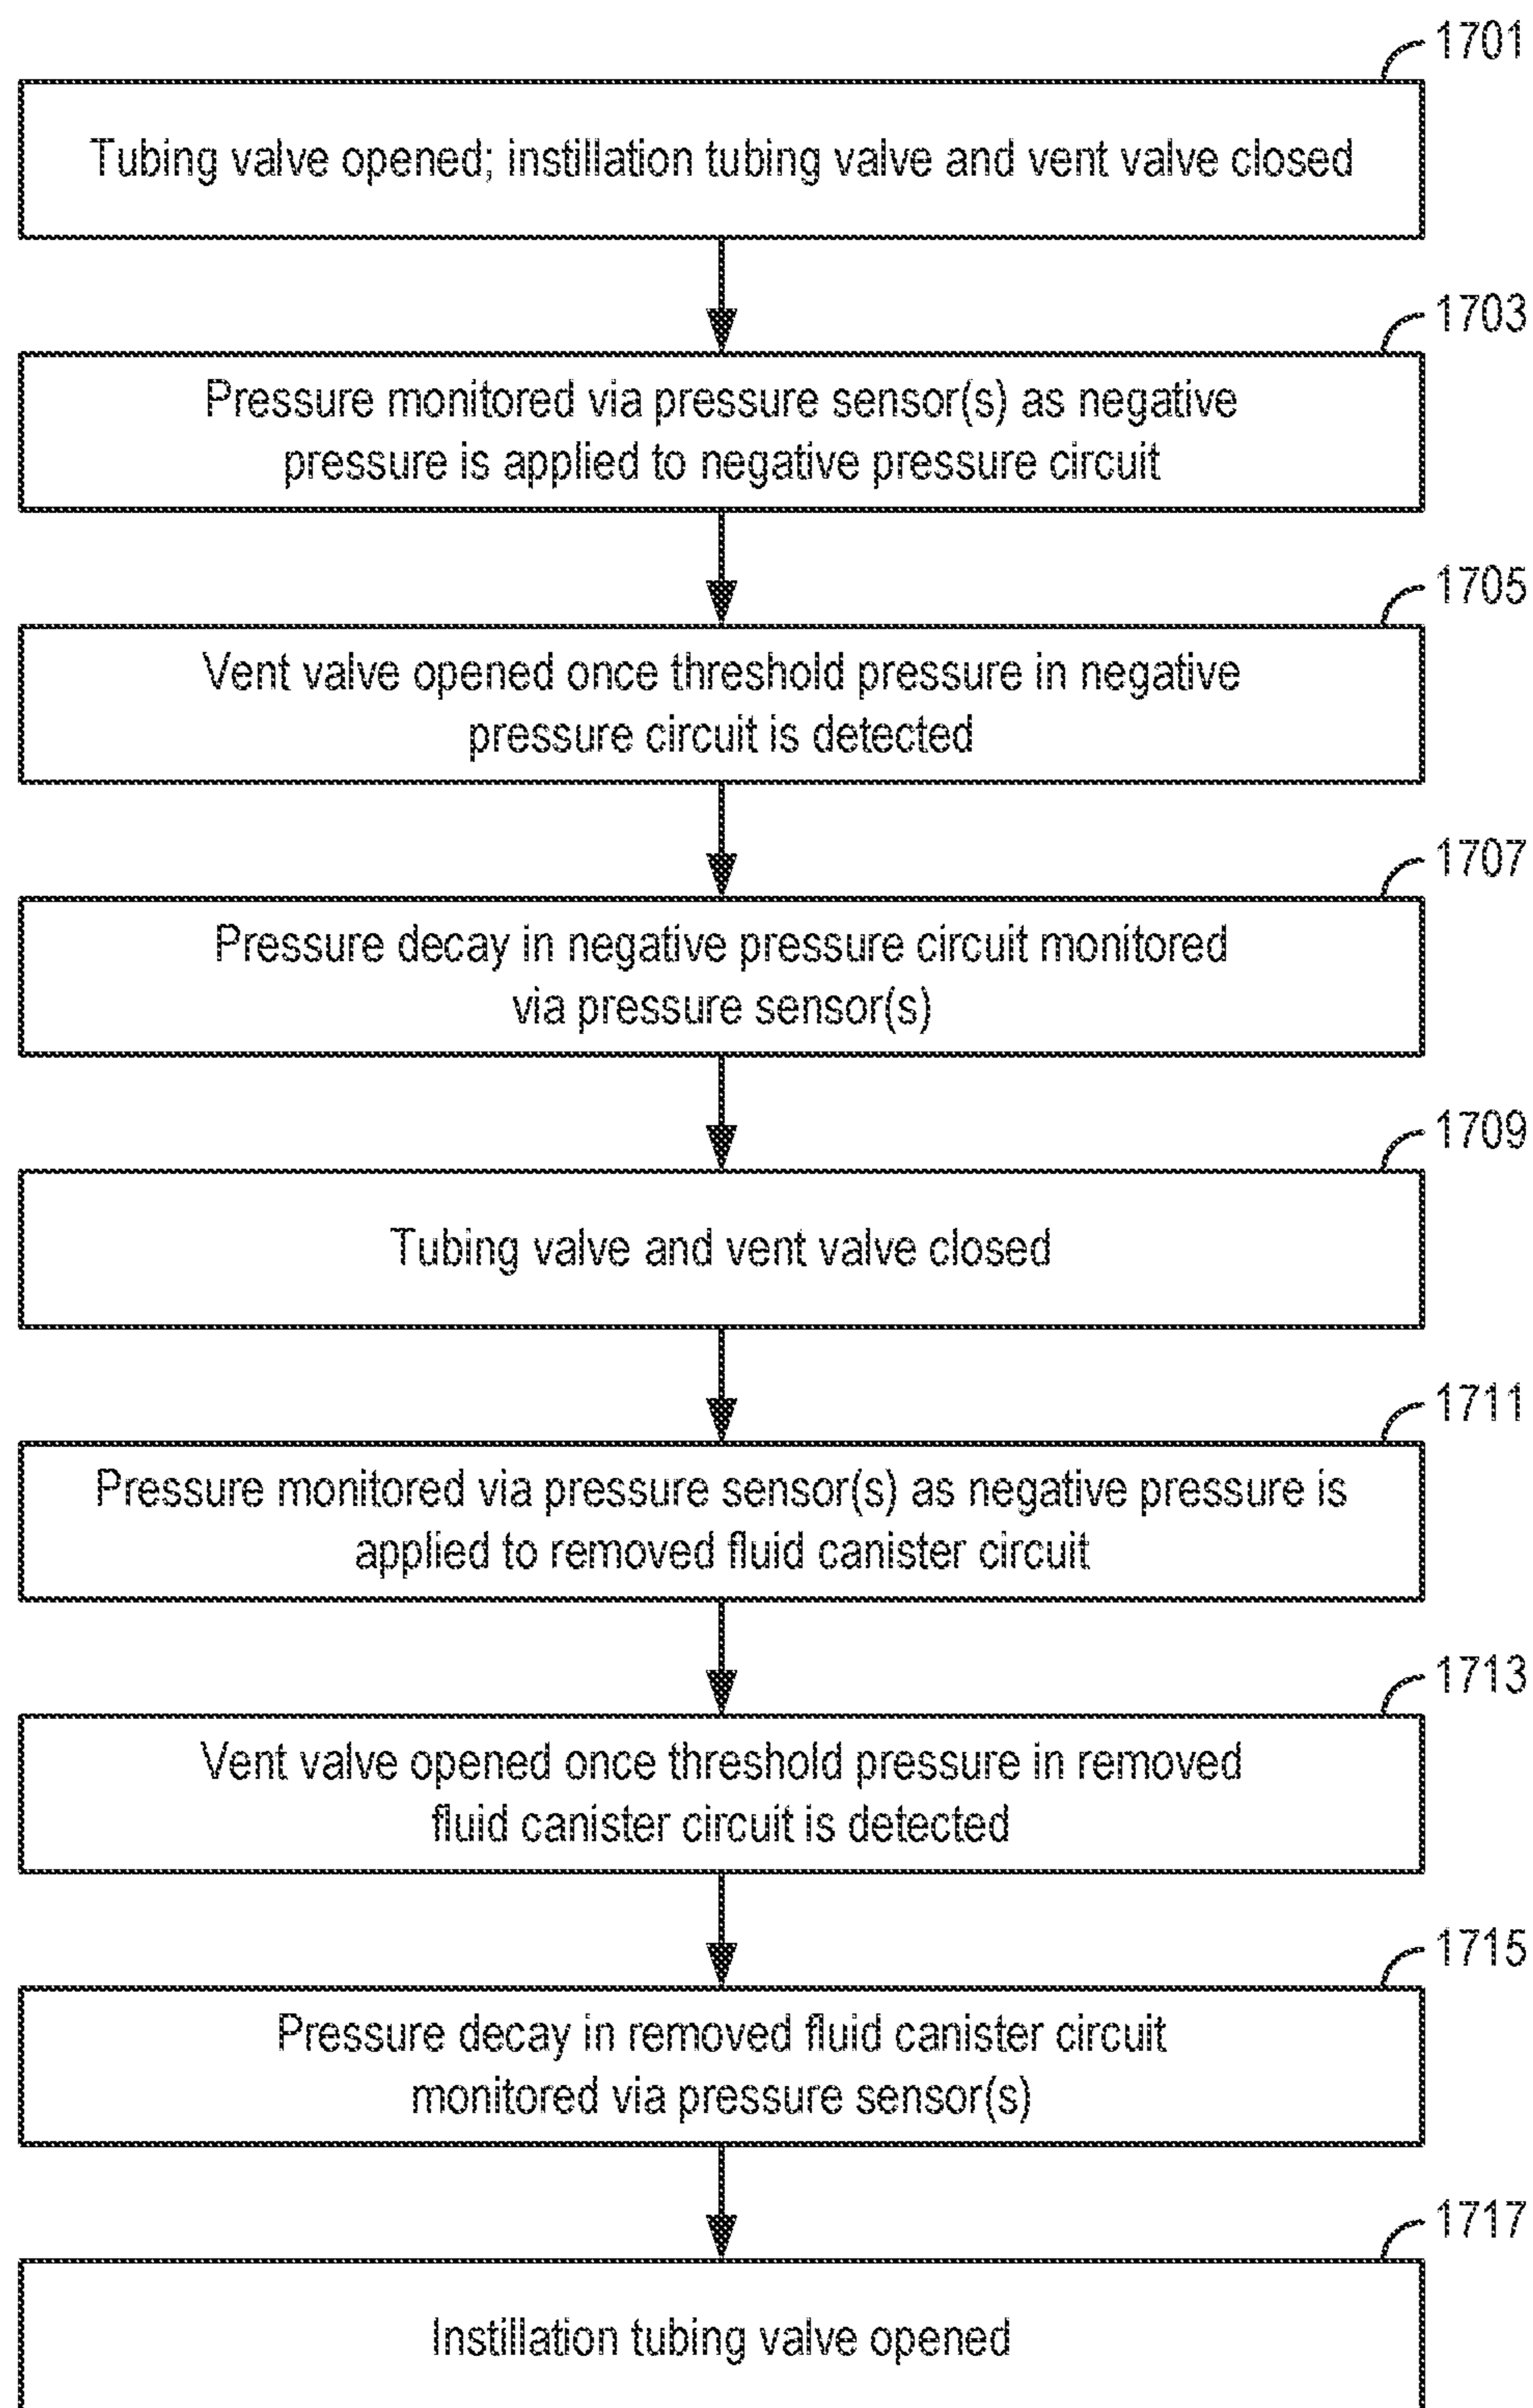 1701
Tubing valve opened; instillation tubing valve and vent valve closed
1703
Pressure monitored via pressure sensor(s) as negative
pressure is applied to negative pressure circuit
1705
Vent valve opened once threshold pressure in negative
pressure circuit is detected
1707
Pressure decay in negative pressure circuit monitored
via pressure sensor(s)
1709
Tubing valve and vent valve closed
1711
Pressure monitored via pressure sensor(s) as negative pressure is
applied to removed fluid canister circuit
1713
Vent valve opened once threshold pressure in removed
fluid canister circuit is detected
1715
Pressure decay in removed fluid canister circuit
monitored via pressure sensor(s)
1717
Instillation tubing valve opened